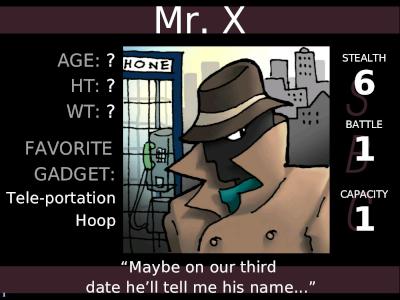 Mr. X
AGE: ?
HT: ?
WT: ?
FAVORITE
GADGET:
Tele-portation
Hoop
HONE
STEALTH
6
S
BATTLE
1
B
CAPACITY
1
C
“Maybe on our third
date he’ll tell me his name...”